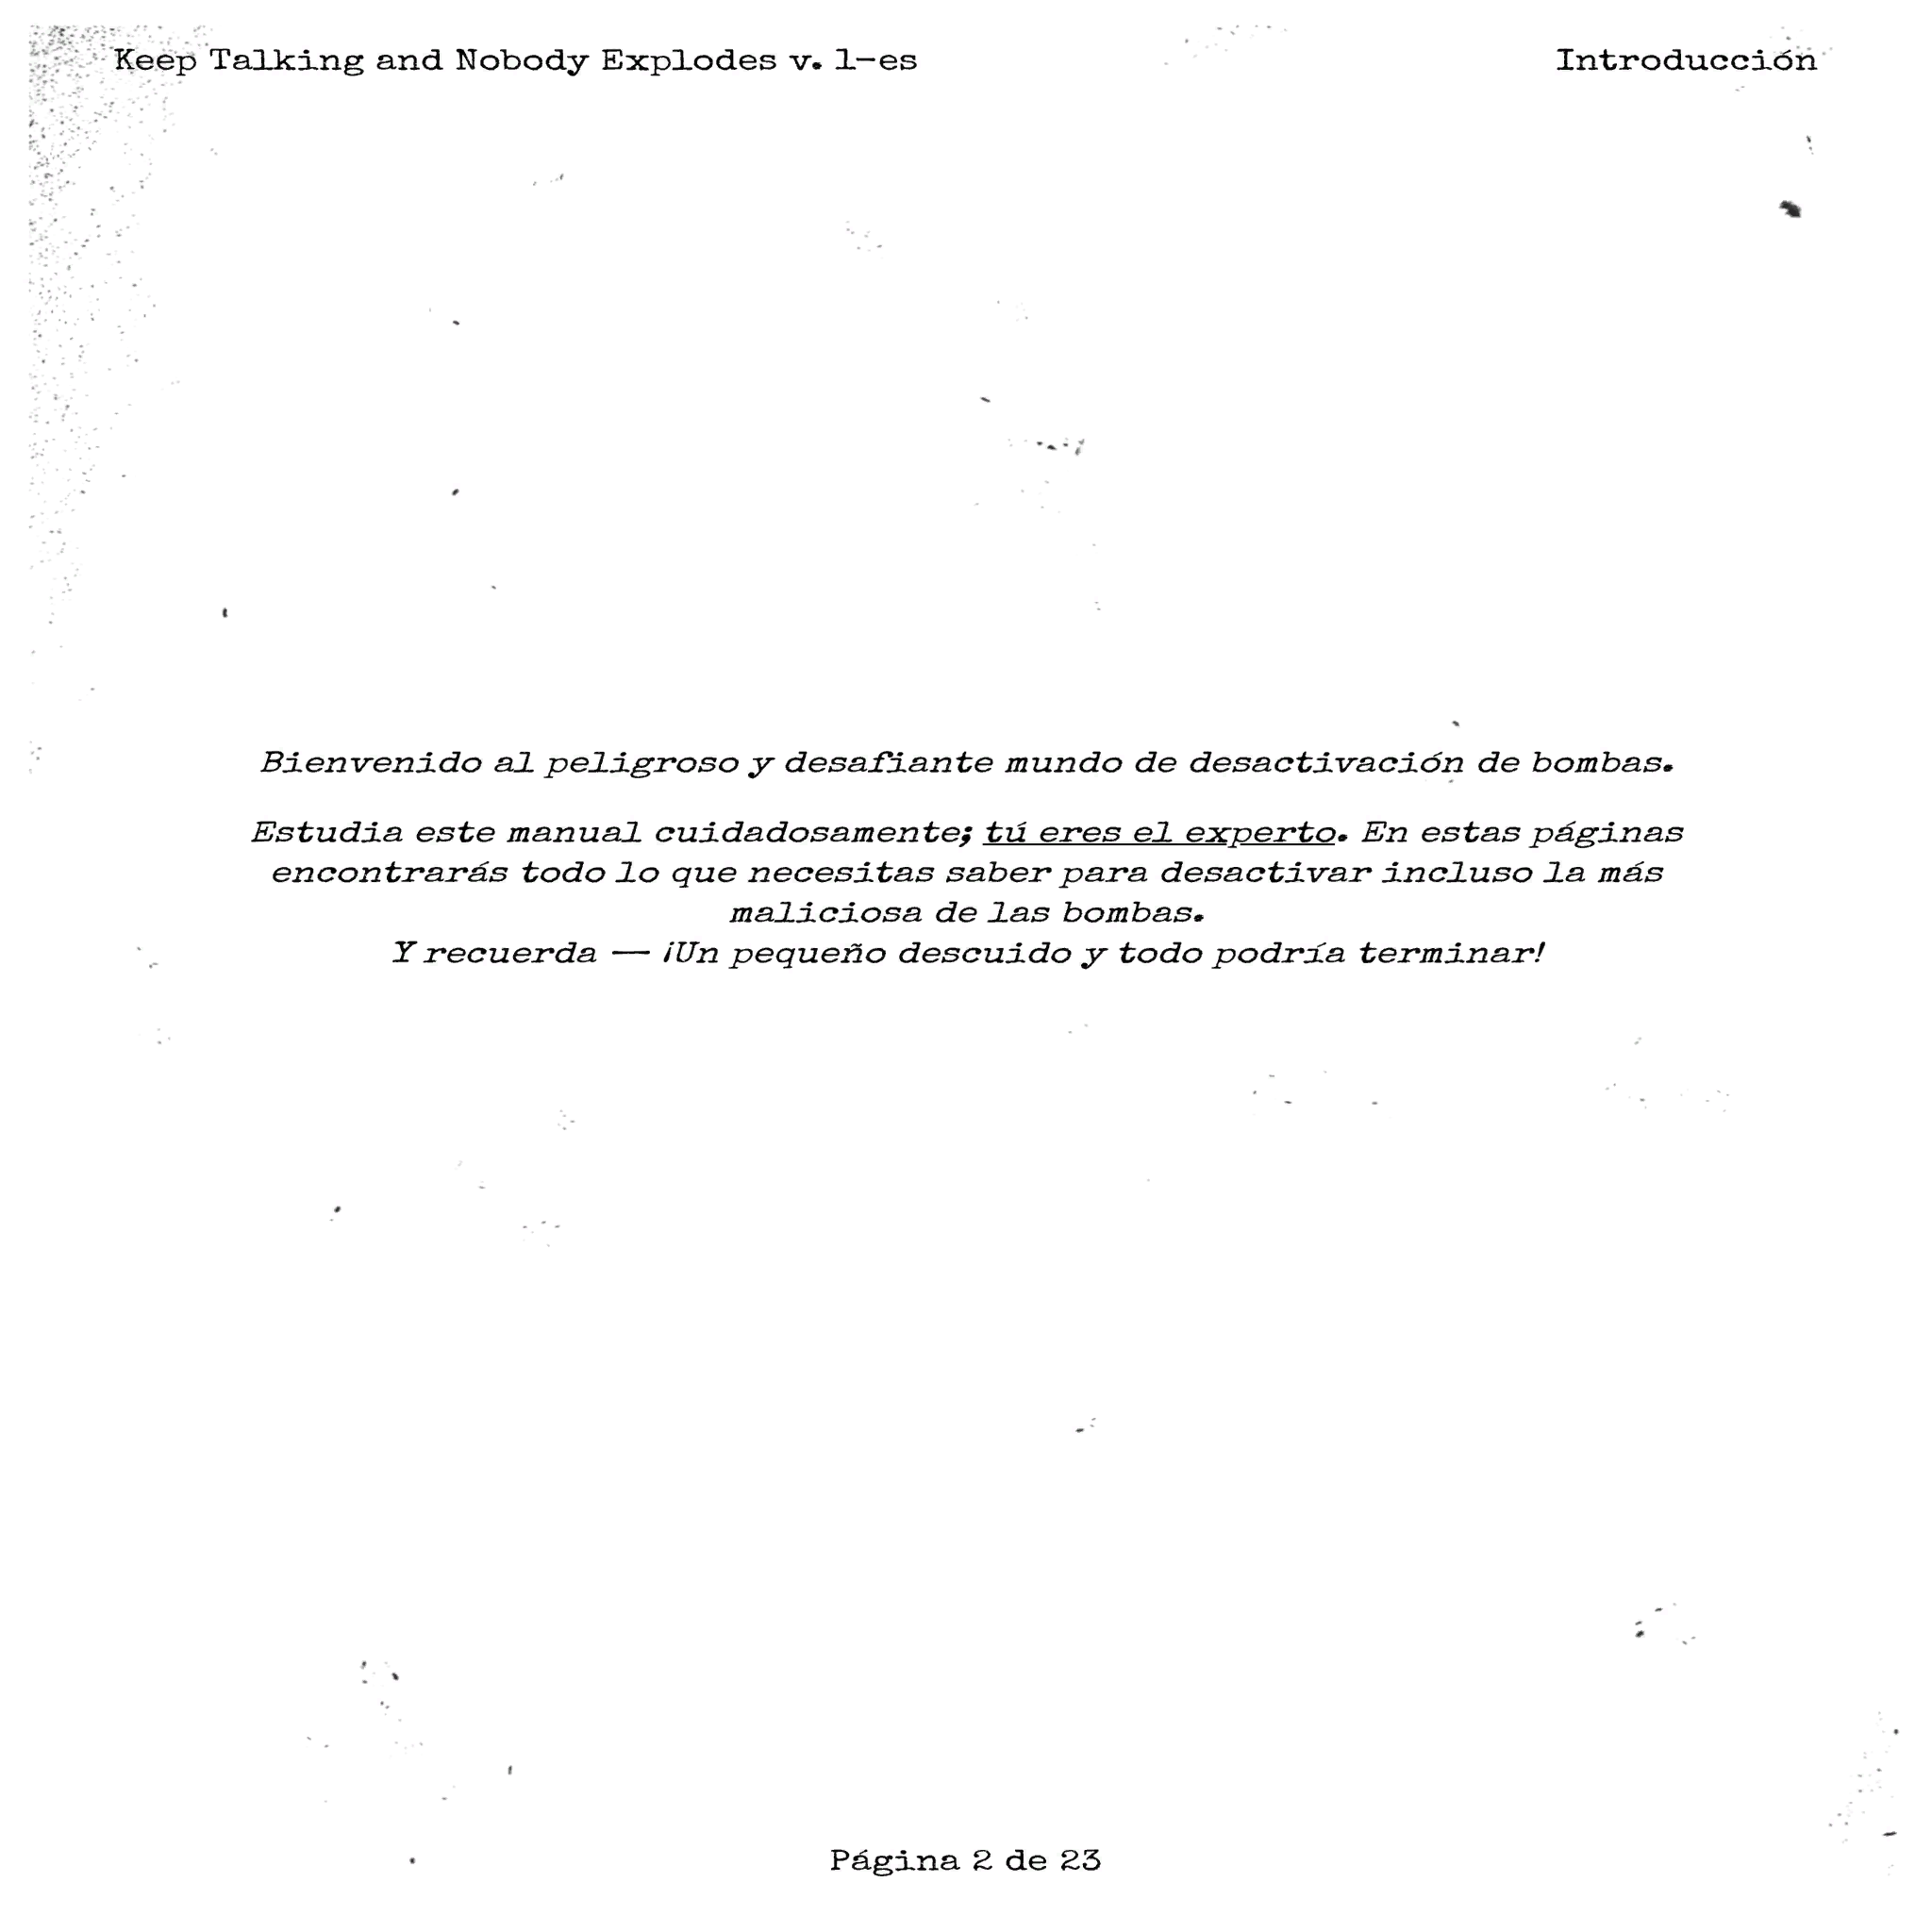 Keep Talking and Nobody Explodes v. 1-es
Introducción
Bienvenido al peligroso y desafiante mundo de desactivación de bombas.
Estudia este manual cuidadosamente; tú eres el experto. En estas páginas
encontrarás todo lo que necesitas saber para desactivar incluso la más
maliciosa de las bombas.
Y recuerda — ¡Un pequeño descuido y todo podría terminar!
Página 2 de 23